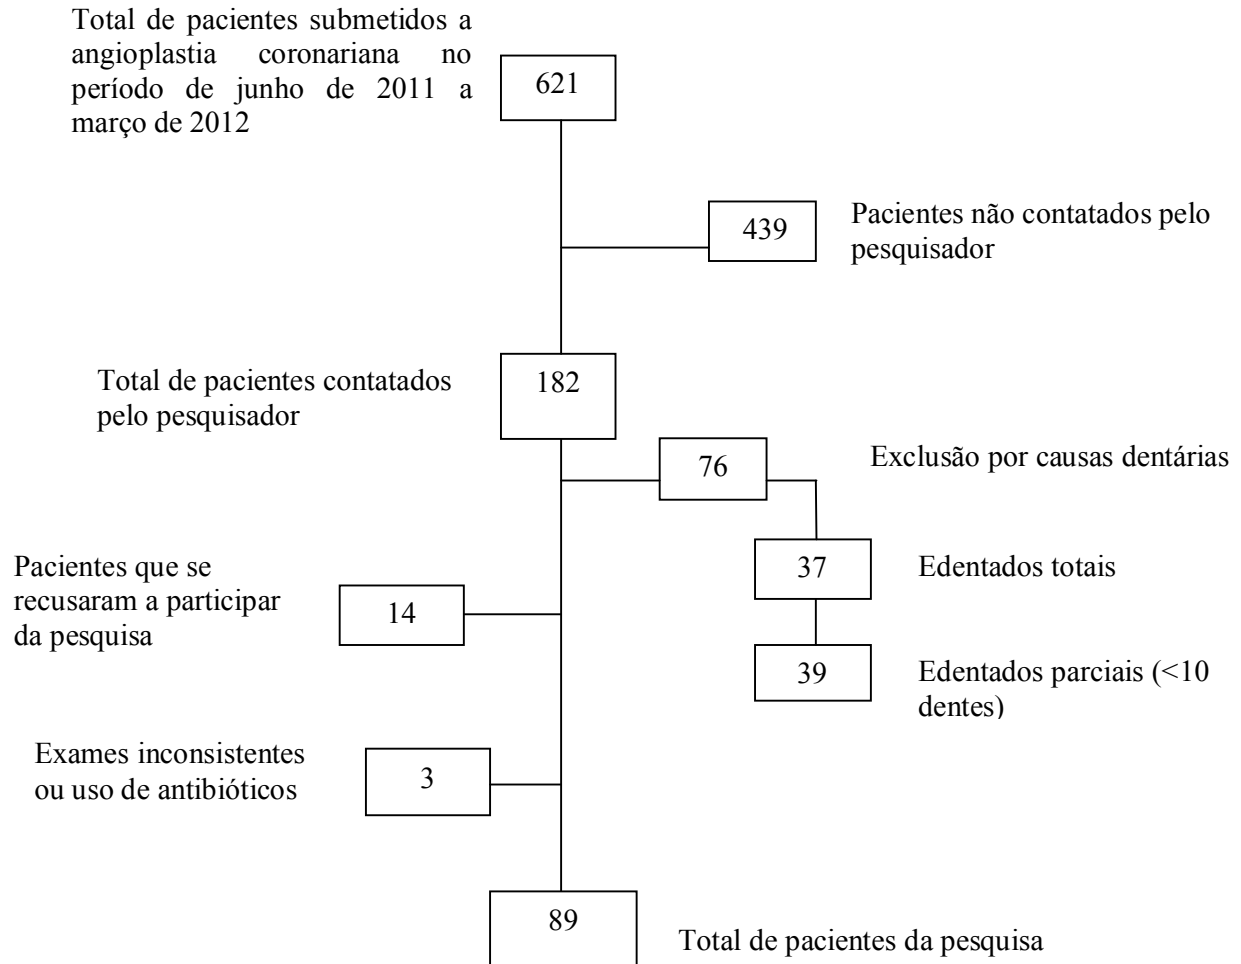 Total de pacientes submetidos a
angioplastia coronariana no
período de junho de 2011 a
março de 2012
621
439
Pacientes não contatados pelo
pesquisador
Total de pacientes contatados
pelo pesquisador
182
76
Exclusão por causas dentárias
37
Edentados totais
Pacientes que se
recusaram a participar
da pesquisa
14
39
Edentados parciais (<10
dentes)
Exames inconsistentes
ou uso de antibióticos
3
89
Total de pacientes da pesquisa